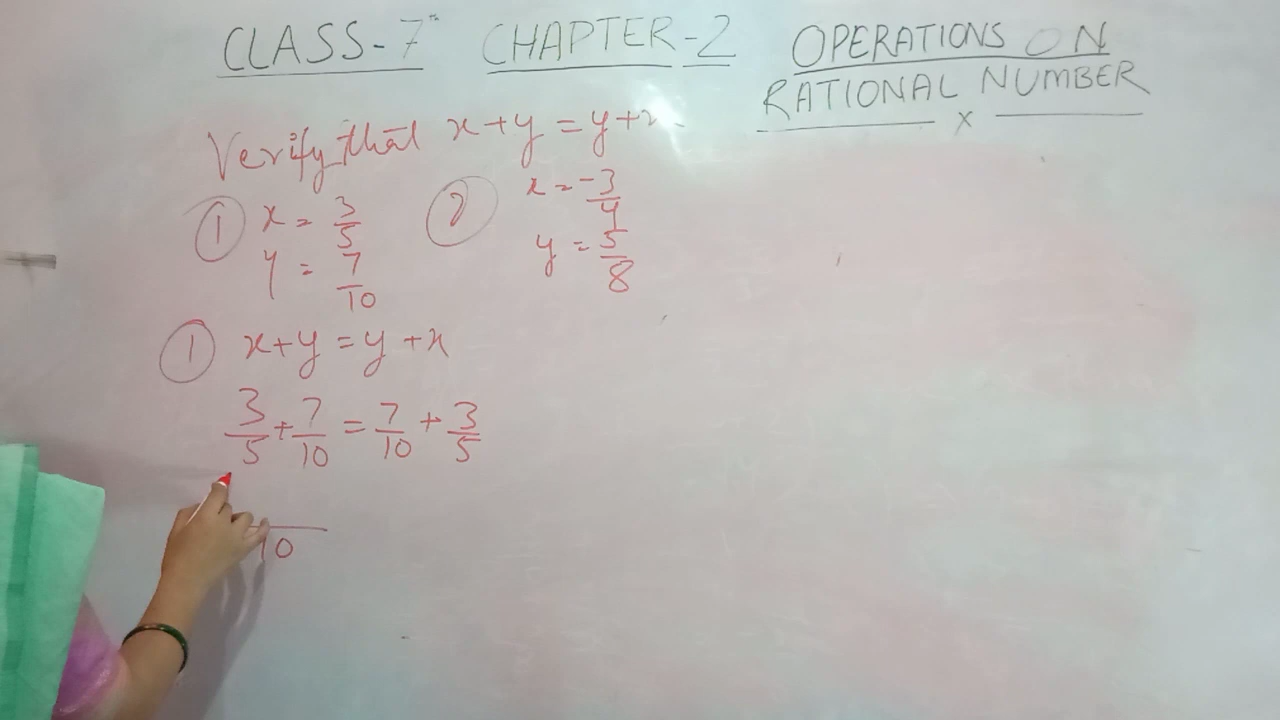 CLASS-7th CHAPTER-2 OPERATIONS ON
RATIONAL NUMBER
x
Verify that x+y=y+x.
① x = 3/5
y = 7/10
② x = -3/4
y = 5/8
① x+y=y+x
3/5 + 7/10 = 7/10 + 3/5
10